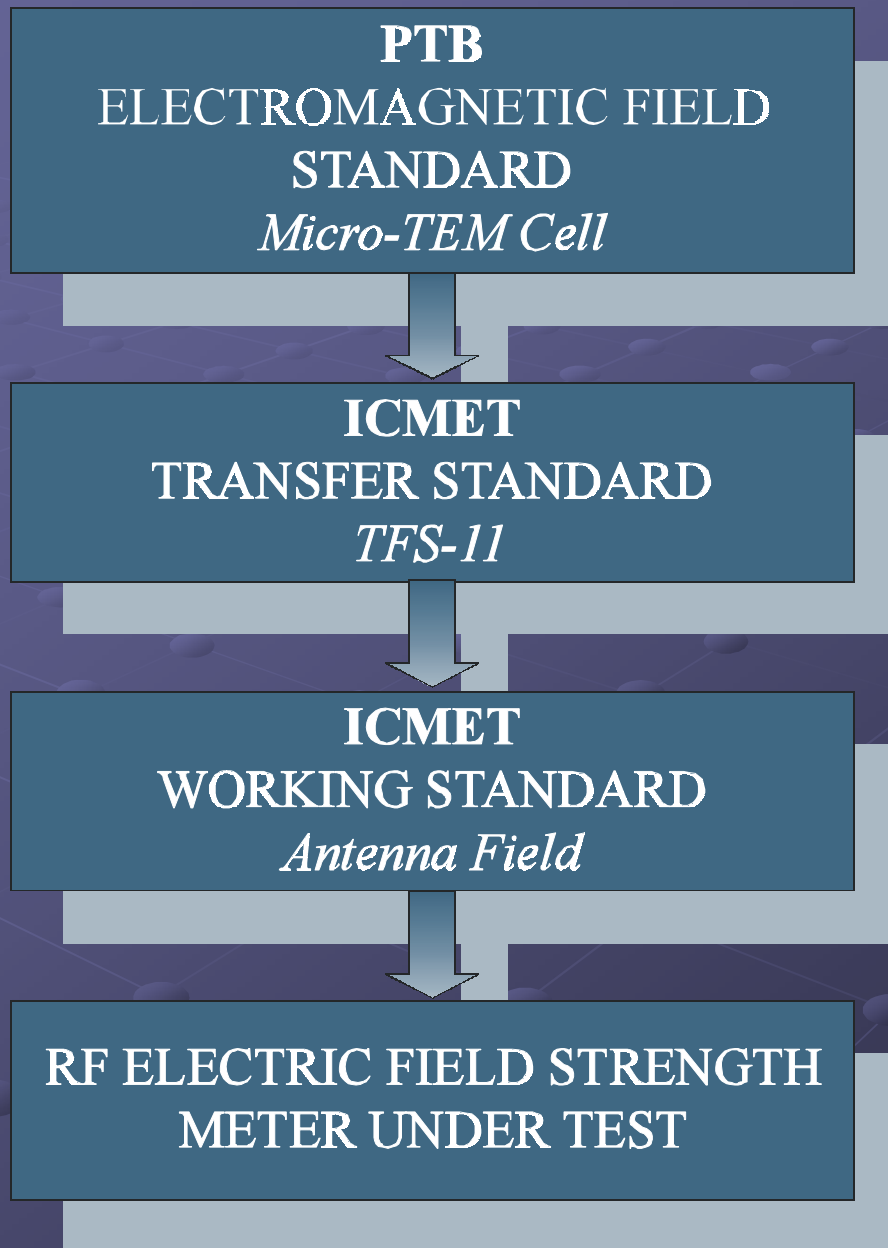 PTB
ELECTROMAGNETIC FIELD
STANDARD
Micro-TEM Cell
ICMET
TRANSFER STANDARD
TFS-11
ICMET
WORKING STANDARD
Antenna Field
RF ELECTRIC FIELD STRENGTH
METER UNDER TEST